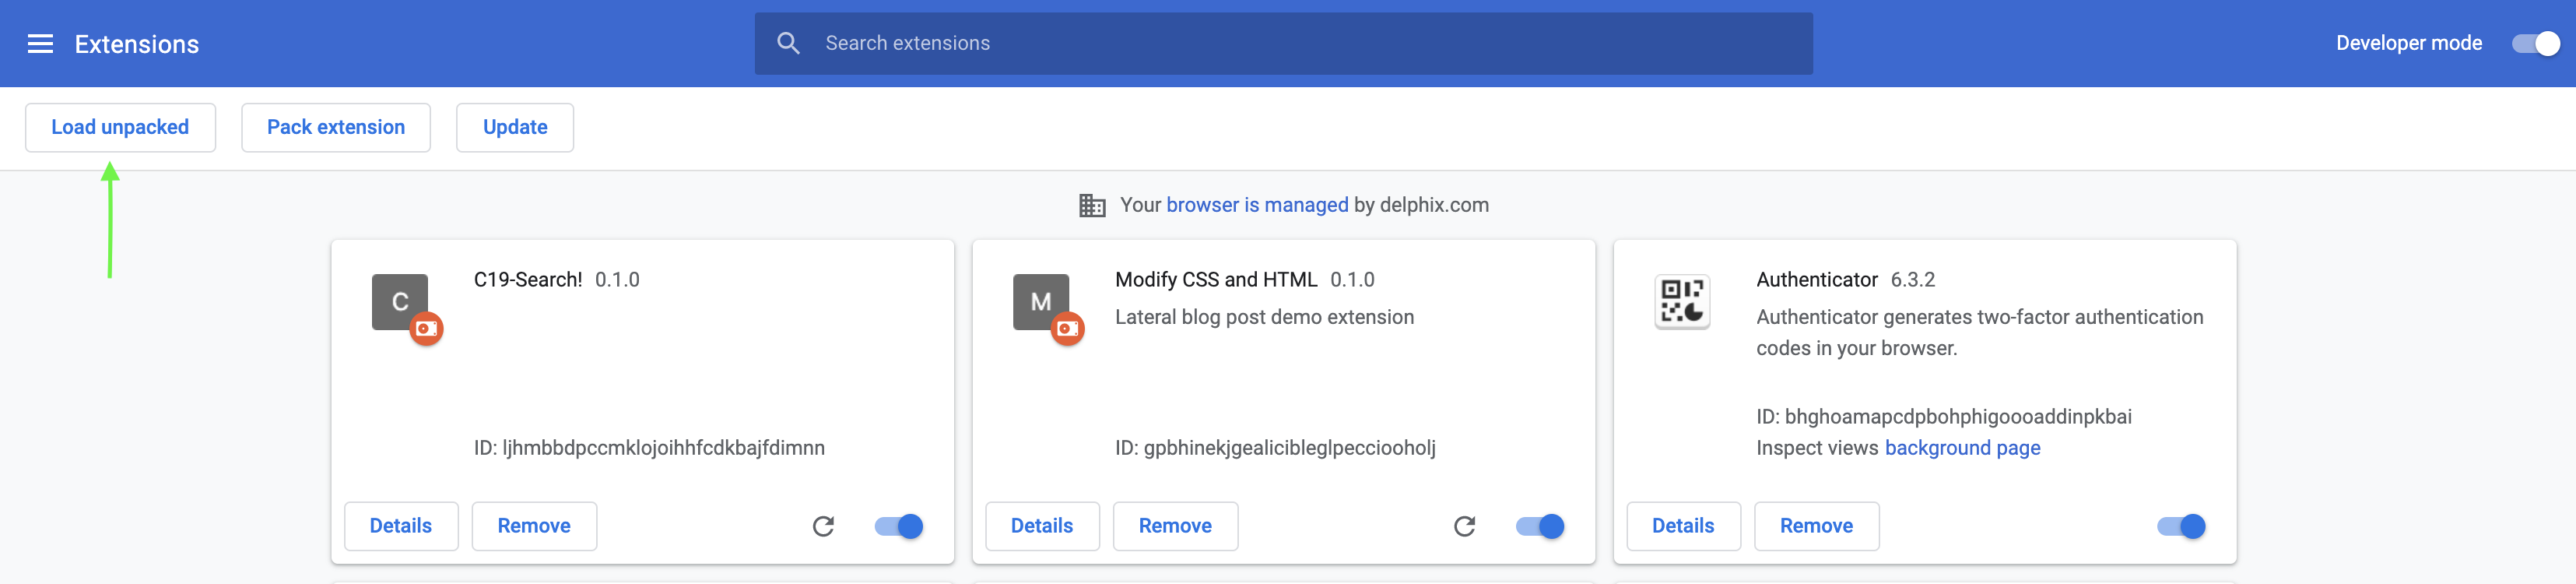 Extensions
Search extensions
Developer mode
Load unpacked
Pack extension
Update
Your browser is managed by delphix.com
C
C19-Search! 0.1.0
ID: ljhmbbdpccmklojoihhfcdkbajfdimnn
Details
Remove
M
Modify CSS and HTML 0.1.0
Lateral blog post demo extension
ID: gpbhinekjgealicibleglpecciooholj
Details
Remove
Authenticator 6.3.2
Authenticator generates two-factor authentication
codes in your browser.
ID: bhghoamapcdpbohphigoooaddinpkbai
Inspect views background page
Details
Remove